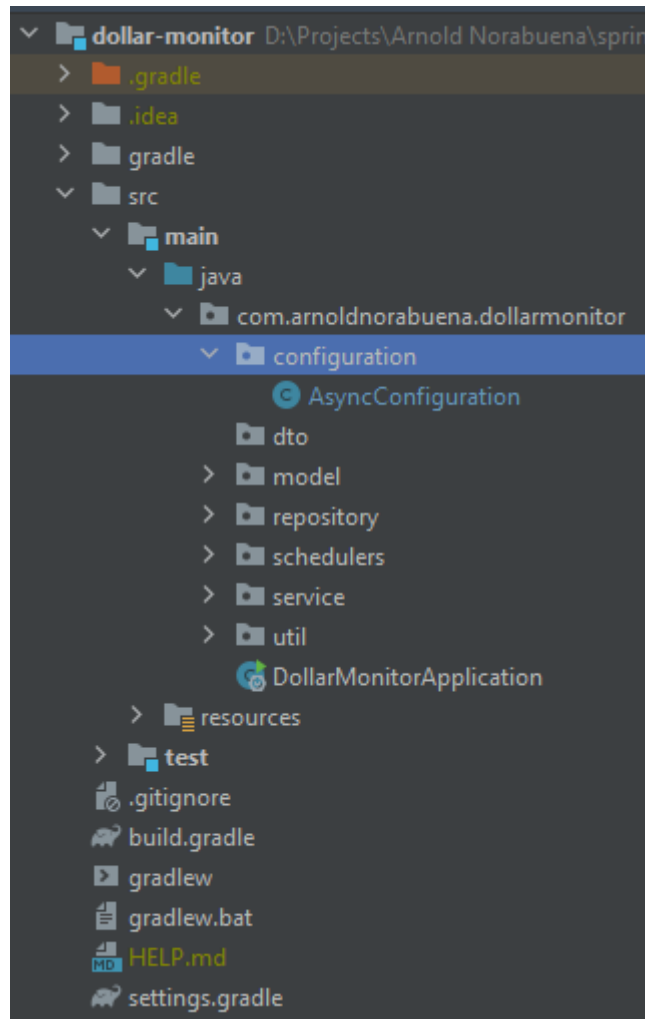 dollar-monitor D:\Projects\Arnold Norabuena\sprin
.gradle
.idea
gradle
src
main
java
com.arnoldnorabuena.dollarmonitor
configuration
C AsyncConfiguration
dto
model
repository
schedulers
service
util
DollarMonitorApplication
resources
test
.gitignore
build.gradle
gradlew
gradlew.bat
MD HELP.md
settings.gradle